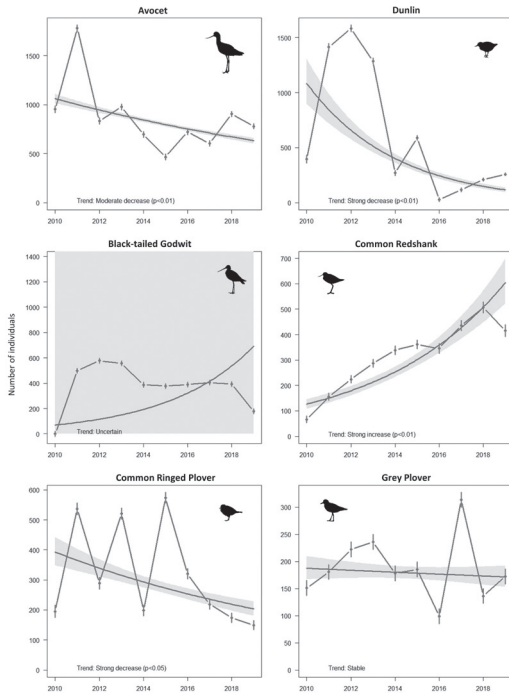 Avocet
1500
1000
500
0
2010 2012 2014 2016 2018
Trend: Moderate decrease (p<0.01)
Dunlin
1500
1000
500
0
2010 2012 2014 2016 2018
Trend: Strong decrease (p<0.01)
Number of individuals
Black-tailed Godwit
1400
1200
1000
800
600
400
200
0
2010 2012 2014 2016 2018
Trend: Uncertain
Common Redshank
700
600
500
400
300
200
100
0
2010 2012 2014 2016 2018
Trend: Strong increase (p<0.01)
Common Ringed Plover
600
500
400
300
200
100
0
2010 2012 2014 2016 2018
Trend: Strong decrease (p<0.05)
Grey Plover
300
250
200
150
100
50
0
2010 2012 2014 2016 2018
Trend: Stable